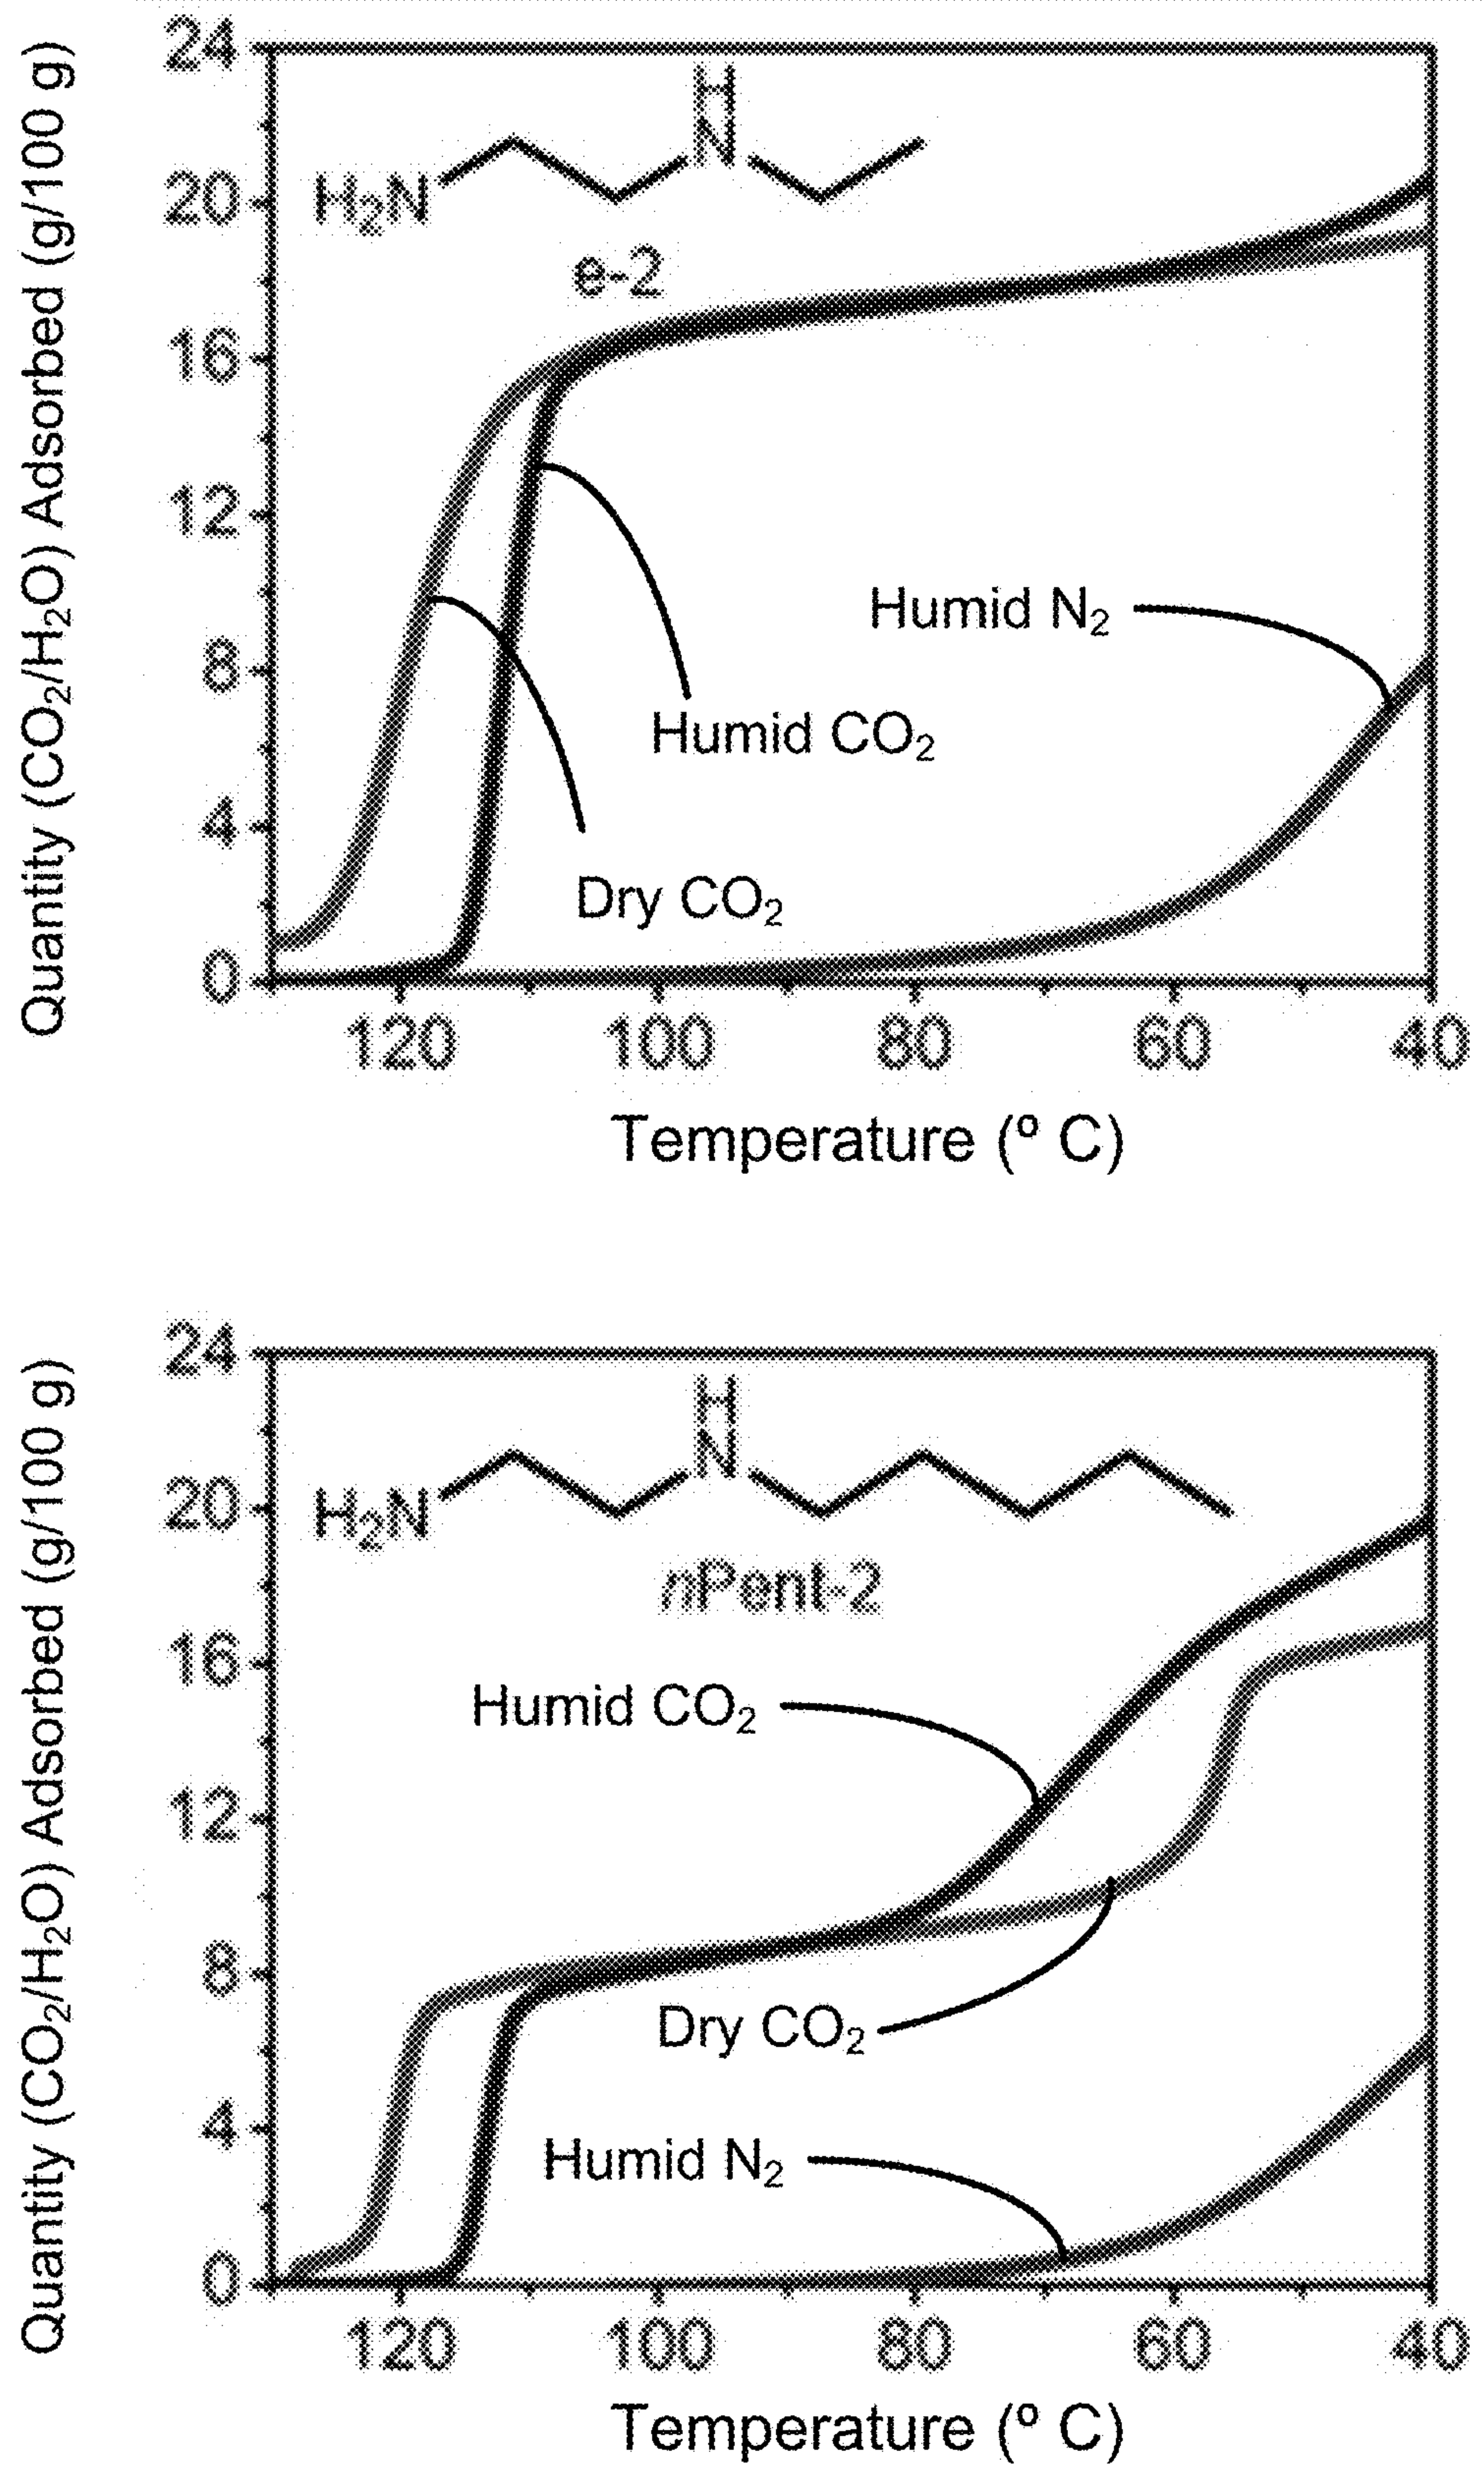 Quantity (CO₂/H₂O) Adsorbed (g/100 g)
24
20
16
12
8
4
0
H
N
H₂N
e-2
Humid N₂
Humid CO₂
Dry CO₂
120 100 80 60 40
Temperature (º C)
Quantity (CO₂/H₂O) Adsorbed (g/100 g)
24
20
16
12
8
4
0
H
N
H₂N
nPent-2
Humid CO₂
Dry CO₂
Humid N₂
120 100 80 60 40
Temperature (º C)